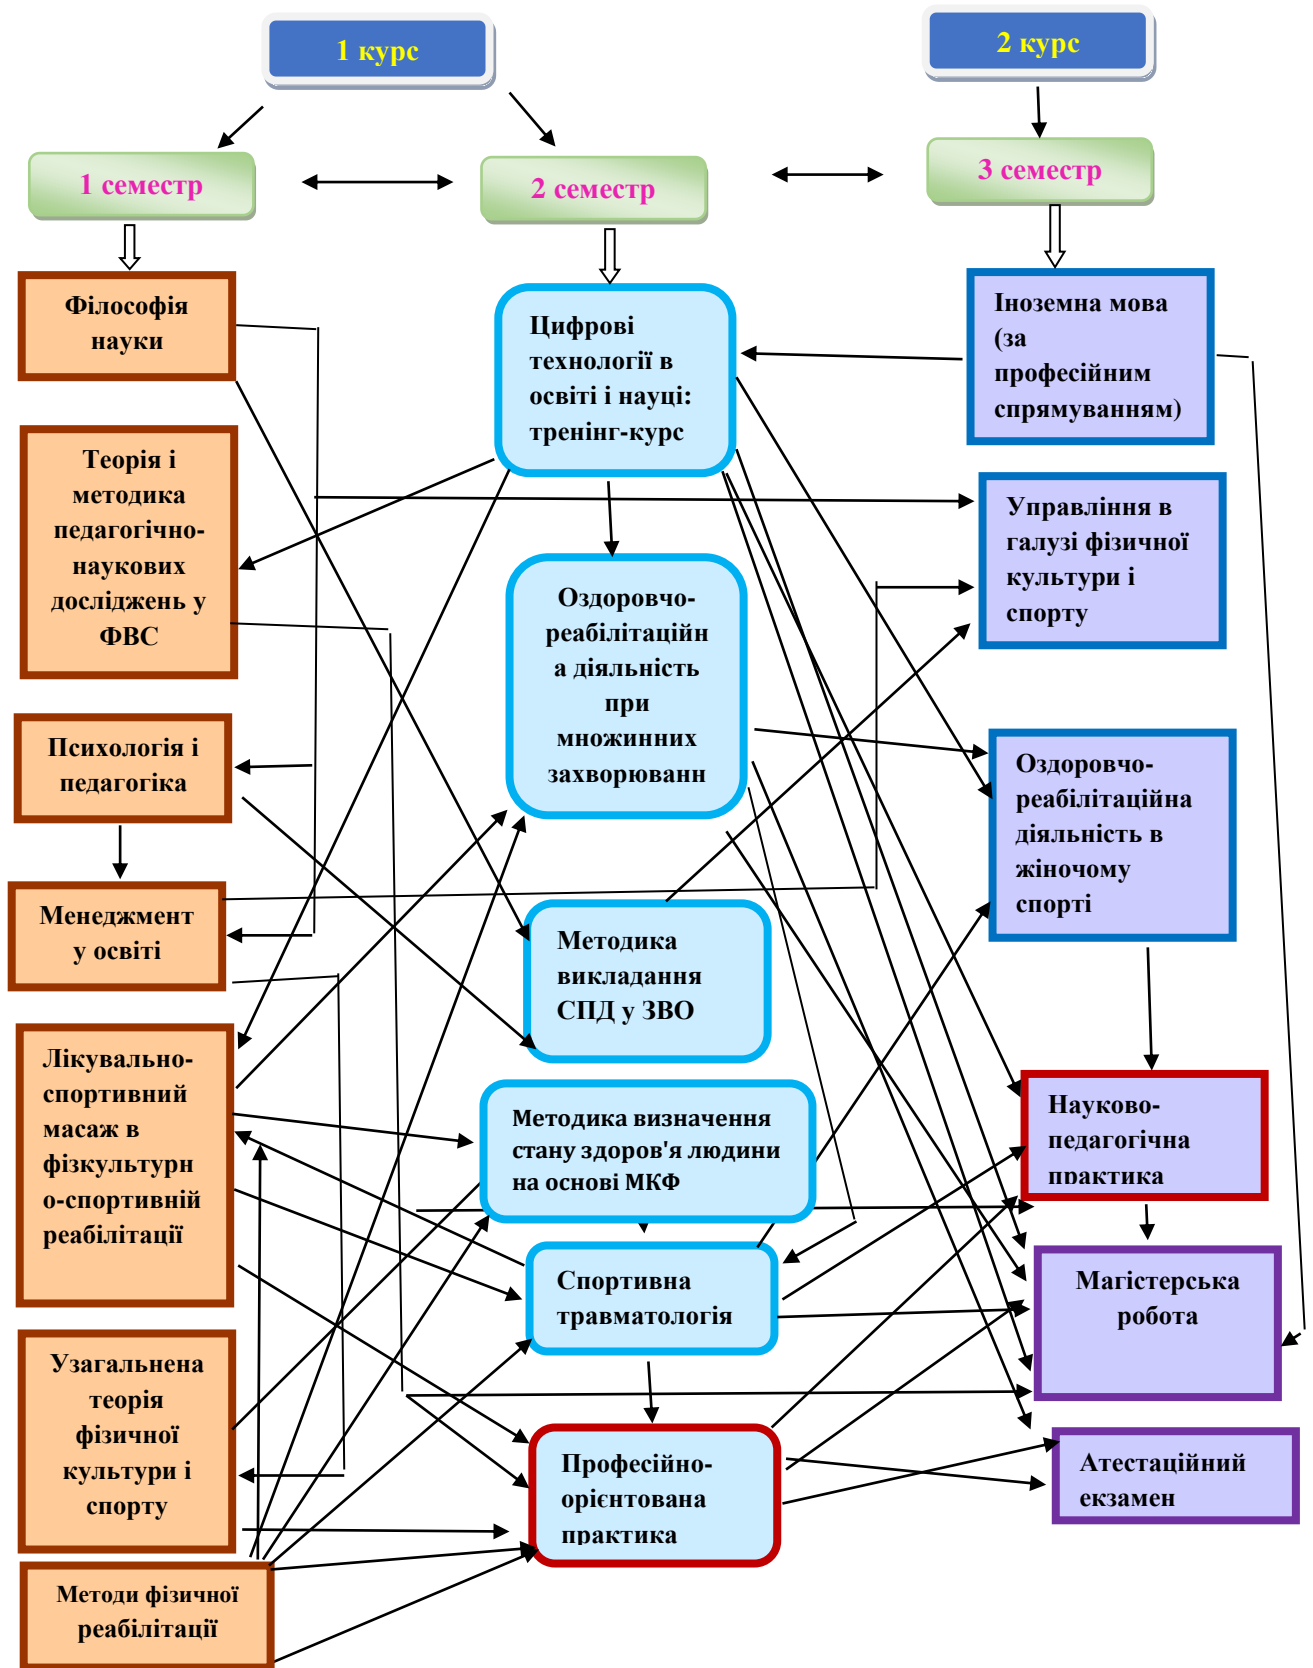 1 курс
2 курс
1 семестр
2 семестр
3 семестр
Філософія
науки
Теорія і
методика
педагогічно-
наукових
досліджень у
ФВС
Психологія і
педагогіка
Менеджмент
у освіті
Лікувально-
спортивний
масаж в
фізкультурн
о-спортивній
реабілітації
Узагальнена
теорія
фізичної
культури і
спорту
Методи фізичної
реабілітації
Цифрові
технології в
освіті і науці:
тренінг-курс
Оздоровчо-
реабілітаційн
а діяльність
при
множинних
захворюванн
Методика
викладання
СПД у ЗВО
Методика визначення
стану здоров'я людини
на основі МКФ
Спортивна
травматологія
Професійно-
орієнтована
практика
Іноземна мова
(за
професійним
спрямуванням)
Управління в
галузі фізичної
культури і
спорту
Оздоровчо-
реабілітаційна
діяльність в
жіночому
спорті
Науково-
педагогічна
практика
Магістерська
робота
Атестаційний
екзамен